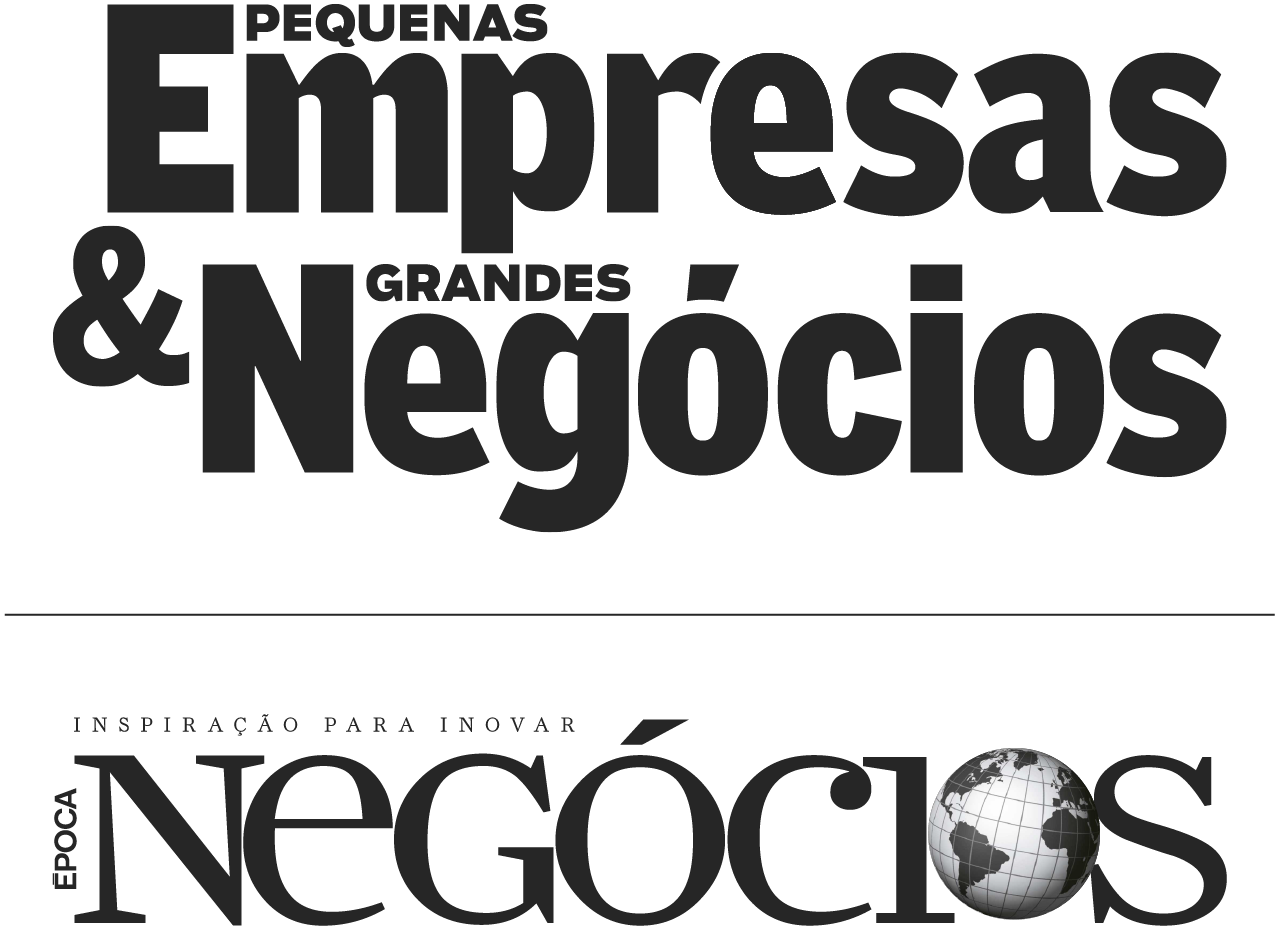 PEQUENAS
Empresas
& GRANDES
Negócios
INSPIRAÇÃO PARA INOVAR
ÉPOCA
NeGÓCIOS